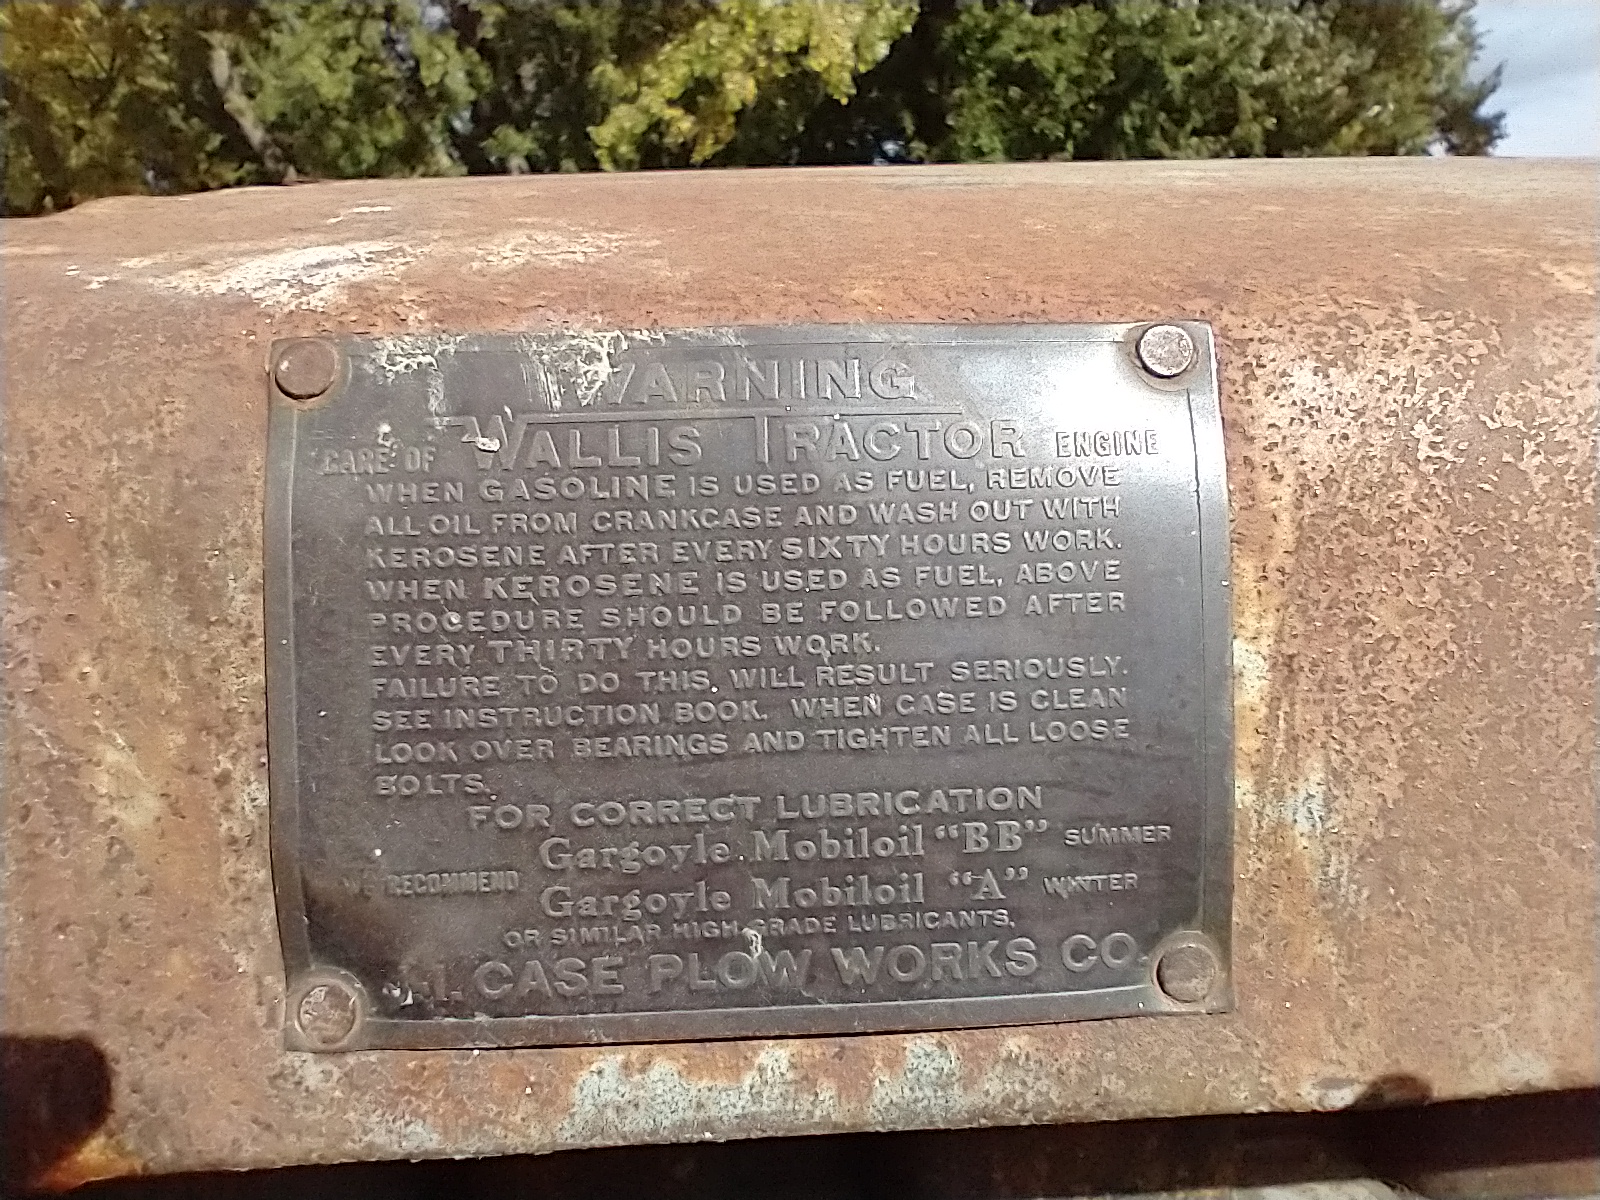 WARNING
CARE OF WALLIS TRACTOR ENGINE
WHEN GASOLINE IS USED AS FUEL, REMOVE
ALL OIL FROM CRANKCASE AND WASH OUT WITH
KEROSENE AFTER EVERY SIXTY HOURS WORK.
WHEN KEROSENE IS USED AS FUEL, ABOVE
PROCEDURE SHOULD BE FOLLOWED AFTER
EVERY THIRTY HOURS WORK.
FAILURE TO DO THIS, WILL RESULT SERIOUSLY.
SEE INSTRUCTION BOOK. WHEN CASE IS CLEAN
LOOK OVER BEARINGS AND TIGHTEN ALL LOOSE
BOLTS.
FOR CORRECT LUBRICATION
Gargoyle Mobiloil "BB" SUMMER
WE RECOMMEND
Gargoyle Mobiloil "A" WINTER
OR SIMILAR HIGH GRADE LUBRICANTS,
CASE PLOW WORKS CO.